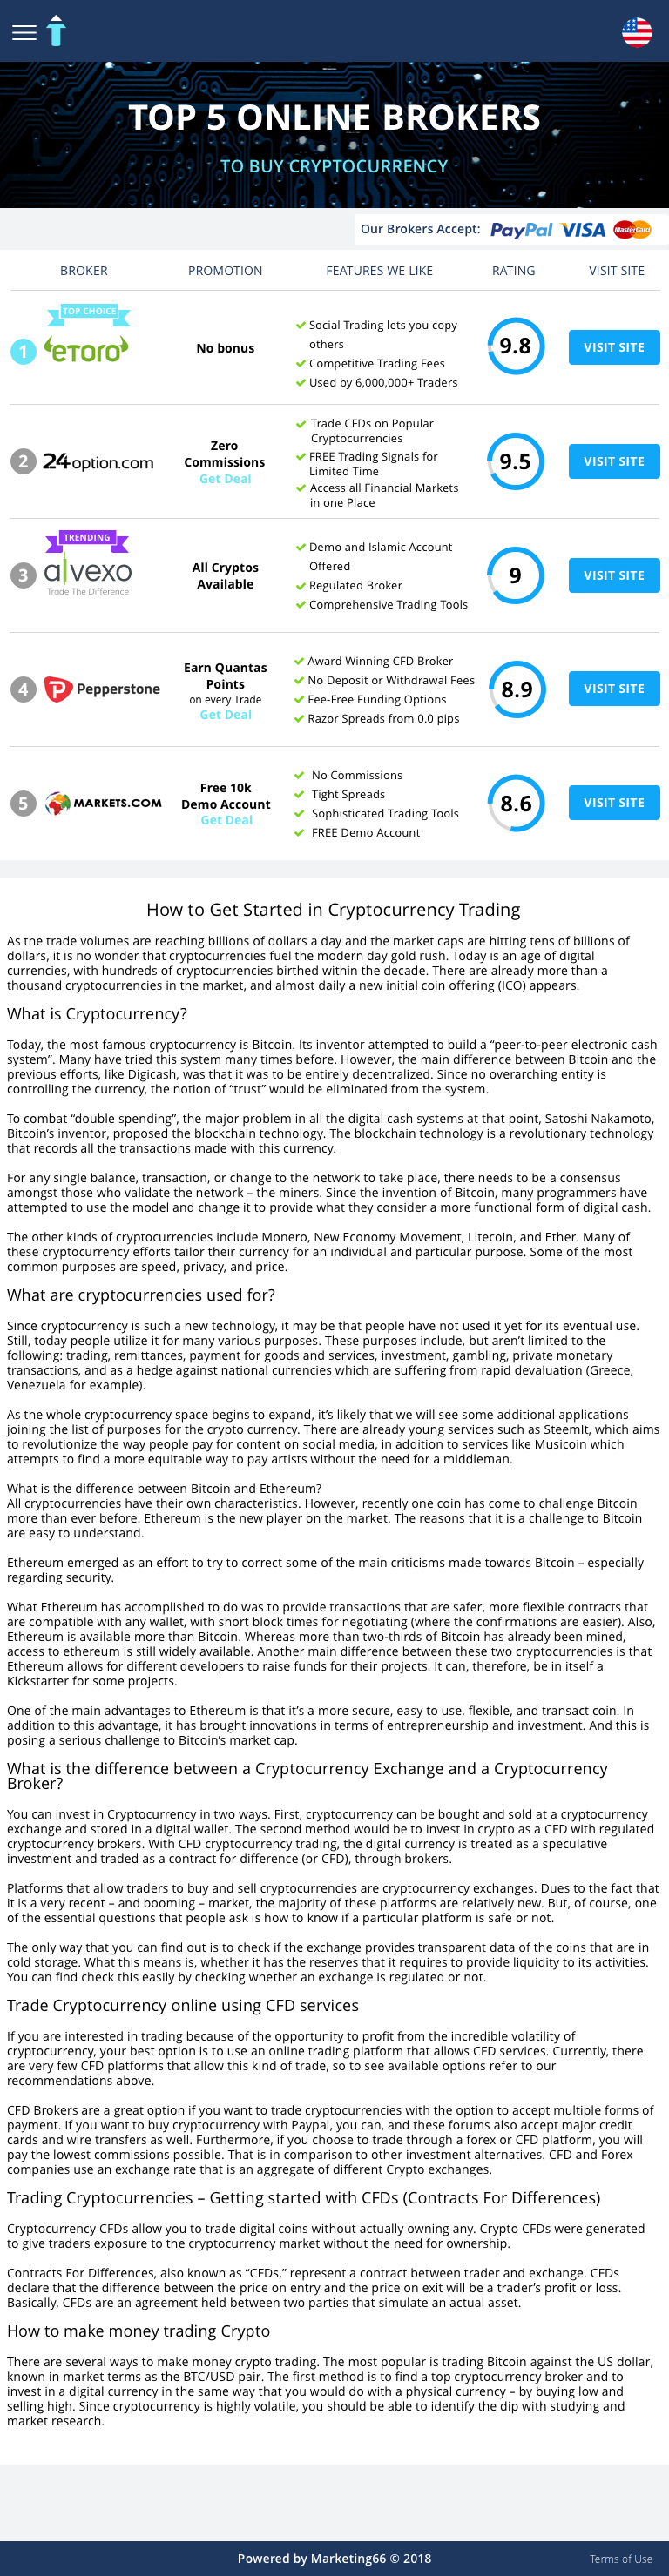 TOP 5 ONLINE BROKERS
TO BUY CRYPTOCURRENCY
Our Brokers Accept: PayPal VISA MasterCard
BROKER PROMOTION FEATURES WE LIKE RATING VISIT SITE
TOP CHOICE
1 etoro
No bonus
Social Trading lets you copy
others
Competitive Trading Fees
Used by 6,000,000+ Traders
9.8
VISIT SITE
2 24option.com
Zero
Commissions
Get Deal
Trade CFDs on Popular
Cryptocurrencies
FREE Trading Signals for
Limited Time
Access all Financial Markets
in one Place
9.5
VISIT SITE
TRENDING
3 alvexo
Trade The Difference
All Cryptos
Available
Demo and Islamic Account
Offered
Regulated Broker
Comprehensive Trading Tools
9
VISIT SITE
4 Pepperstone
Earn Quantas
Points
on every Trade
Get Deal
Award Winning CFD Broker
No Deposit or Withdrawal Fees
Fee-Free Funding Options
Razor Spreads from 0.0 pips
8.9
VISIT SITE
5 MARKETS.COM
Free 10k
Demo Account
Get Deal
No Commissions
Tight Spreads
Sophisticated Trading Tools
FREE Demo Account
8.6
VISIT SITE
How to Get Started in Cryptocurrency Trading
As the trade volumes are reaching billions of dollars a day and the market caps are hitting tens of billions of
dollars, it is no wonder that cryptocurrencies fuel the modern day gold rush. Today is an age of digital
currencies, with hundreds of cryptocurrencies birthed within the decade. There are already more than a
thousand cryptocurrencies in the market, and almost daily a new initial coin offering (ICO) appears.
What is Cryptocurrency?
Today, the most famous cryptocurrency is Bitcoin. Its inventor attempted to build a “peer-to-peer electronic cash
system”. Many have tried this system many times before. However, the main difference between Bitcoin and the
previous efforts, like Digicash, was that it was to be entirely decentralized. Since no overarching entity is
controlling the currency, the notion of “trust” would be eliminated from the system.
To combat “double spending”, the major problem in all the digital cash systems at that point, Satoshi Nakamoto,
Bitcoin’s inventor, proposed the blockchain technology. The blockchain technology is a revolutionary technology
that records all the transactions made with this currency.
For any single balance, transaction, or change to the network to take place, there needs to be a consensus
amongst those who validate the network – the miners. Since the invention of Bitcoin, many programmers have
attempted to use the model and change it to provide what they consider a more functional form of digital cash.
The other kinds of cryptocurrencies include Monero, New Economy Movement, Litecoin, and Ether. Many of
these cryptocurrency efforts tailor their currency for an individual and particular purpose. Some of the most
common purposes are speed, privacy, and price.
What are cryptocurrencies used for?
Since cryptocurrency is such a new technology, it may be that people have not used it yet for its eventual use.
Still, today people utilize it for many various purposes. These purposes include, but aren’t limited to the
following: trading, remittances, payment for goods and services, investment, gambling, private monetary
transactions, and as a hedge against national currencies which are suffering from rapid devaluation (Greece,
Venezuela for example).
As the whole cryptocurrency space begins to expand, it’s likely that we will see some additional applications
joining the list of purposes for the crypto currency. There are already young services such as SteemIt, which aims
to revolutionize the way people pay for content on social media, in addition to services like Musicoin which
attempts to find a more equitable way to pay artists without the need for a middleman.
What is the difference between Bitcoin and Ethereum?
All cryptocurrencies have their own characteristics. However, recently one coin has come to challenge Bitcoin
more than ever before. Ethereum is the new player on the market. The reasons that it is a challenge to Bitcoin
are easy to understand.
Ethereum emerged as an effort to try to correct some of the main criticisms made towards Bitcoin – especially
regarding security.
What Ethereum has accomplished to do was to provide transactions that are safer, more flexible contracts that
are compatible with any wallet, with short block times for negotiating (where the confirmations are easier). Also,
Ethereum is available more than Bitcoin. Whereas more than two-thirds of Bitcoin has already been mined,
access to ethereum is still widely available. Another main difference between these two cryptocurrencies is that
Ethereum allows for different developers to raise funds for their projects. It can, therefore, be in itself a
Kickstarter for some projects.
One of the main advantages to Ethereum is that it’s a more secure, easy to use, flexible, and transact coin. In
addition to this advantage, it has brought innovations in terms of entrepreneurship and investment. And this is
posing a serious challenge to Bitcoin’s market cap.
What is the difference between a Cryptocurrency Exchange and a Cryptocurrency
Broker?
You can invest in Cryptocurrency in two ways. First, cryptocurrency can be bought and sold at a cryptocurrency
exchange and stored in a digital wallet. The second method would be to invest in crypto as a CFD with regulated
cryptocurrency brokers. With CFD cryptocurrency trading, the digital currency is treated as a speculative
investment and traded as a contract for difference (or CFD), through brokers.
Platforms that allow traders to buy and sell cryptocurrencies are cryptocurrency exchanges. Dues to the fact that
it is a very recent – and booming – market, the majority of these platforms are relatively new. But, of course, one
of the essential questions that people ask is how to know if a particular platform is safe or not.
The only way that you can find out is to check if the exchange provides transparent data of the coins that are in
cold storage. What this means is, whether it has the reserves that it requires to provide liquidity to its activities.
You can find check this easily by checking whether an exchange is regulated or not.
Trade Cryptocurrency online using CFD services
If you are interested in trading because of the opportunity to profit from the incredible volatility of
cryptocurrency, your best option is to use an online trading platform that allows CFD services. Currently, there
are very few CFD platforms that allow this kind of trade, so to see available options refer to our
recommendations above.
CFD Brokers are a great option if you want to trade cryptocurrencies with the option to accept multiple forms of
payment. If you want to buy cryptocurrency with Paypal, you can, and these forums also accept major credit
cards and wire transfers as well. Furthermore, if you choose to trade through a forex or CFD platform, you will
pay the lowest commissions possible. That is in comparison to other investment alternatives. CFD and Forex
companies use an exchange rate that is an aggregate of different Crypto exchanges.
Trading Cryptocurrencies – Getting started with CFDs (Contracts For Differences)
Cryptocurrency CFDs allow you to trade digital coins without actually owning any. Crypto CFDs were generated
to give traders exposure to the cryptocurrency market without the need for ownership.
Contracts For Differences, also known as “CFDs,” represent a contract between trader and exchange. CFDs
declare that the difference between the price on entry and the price on exit will be a trader’s profit or loss.
Basically, CFDs are an agreement held between two parties that simulate an actual asset.
How to make money trading Crypto
There are several ways to make money crypto trading. The most popular is trading Bitcoin against the US dollar,
known in market terms as the BTC/USD pair. The first method is to find a top cryptocurrency broker and to
invest in a digital currency in the same way that you would do with a physical currency – by buying low and
selling high. Since cryptocurrency is highly volatile, you should be able to identify the dip with studying and
market research.
Powered by Marketing66 © 2018
Terms of Use